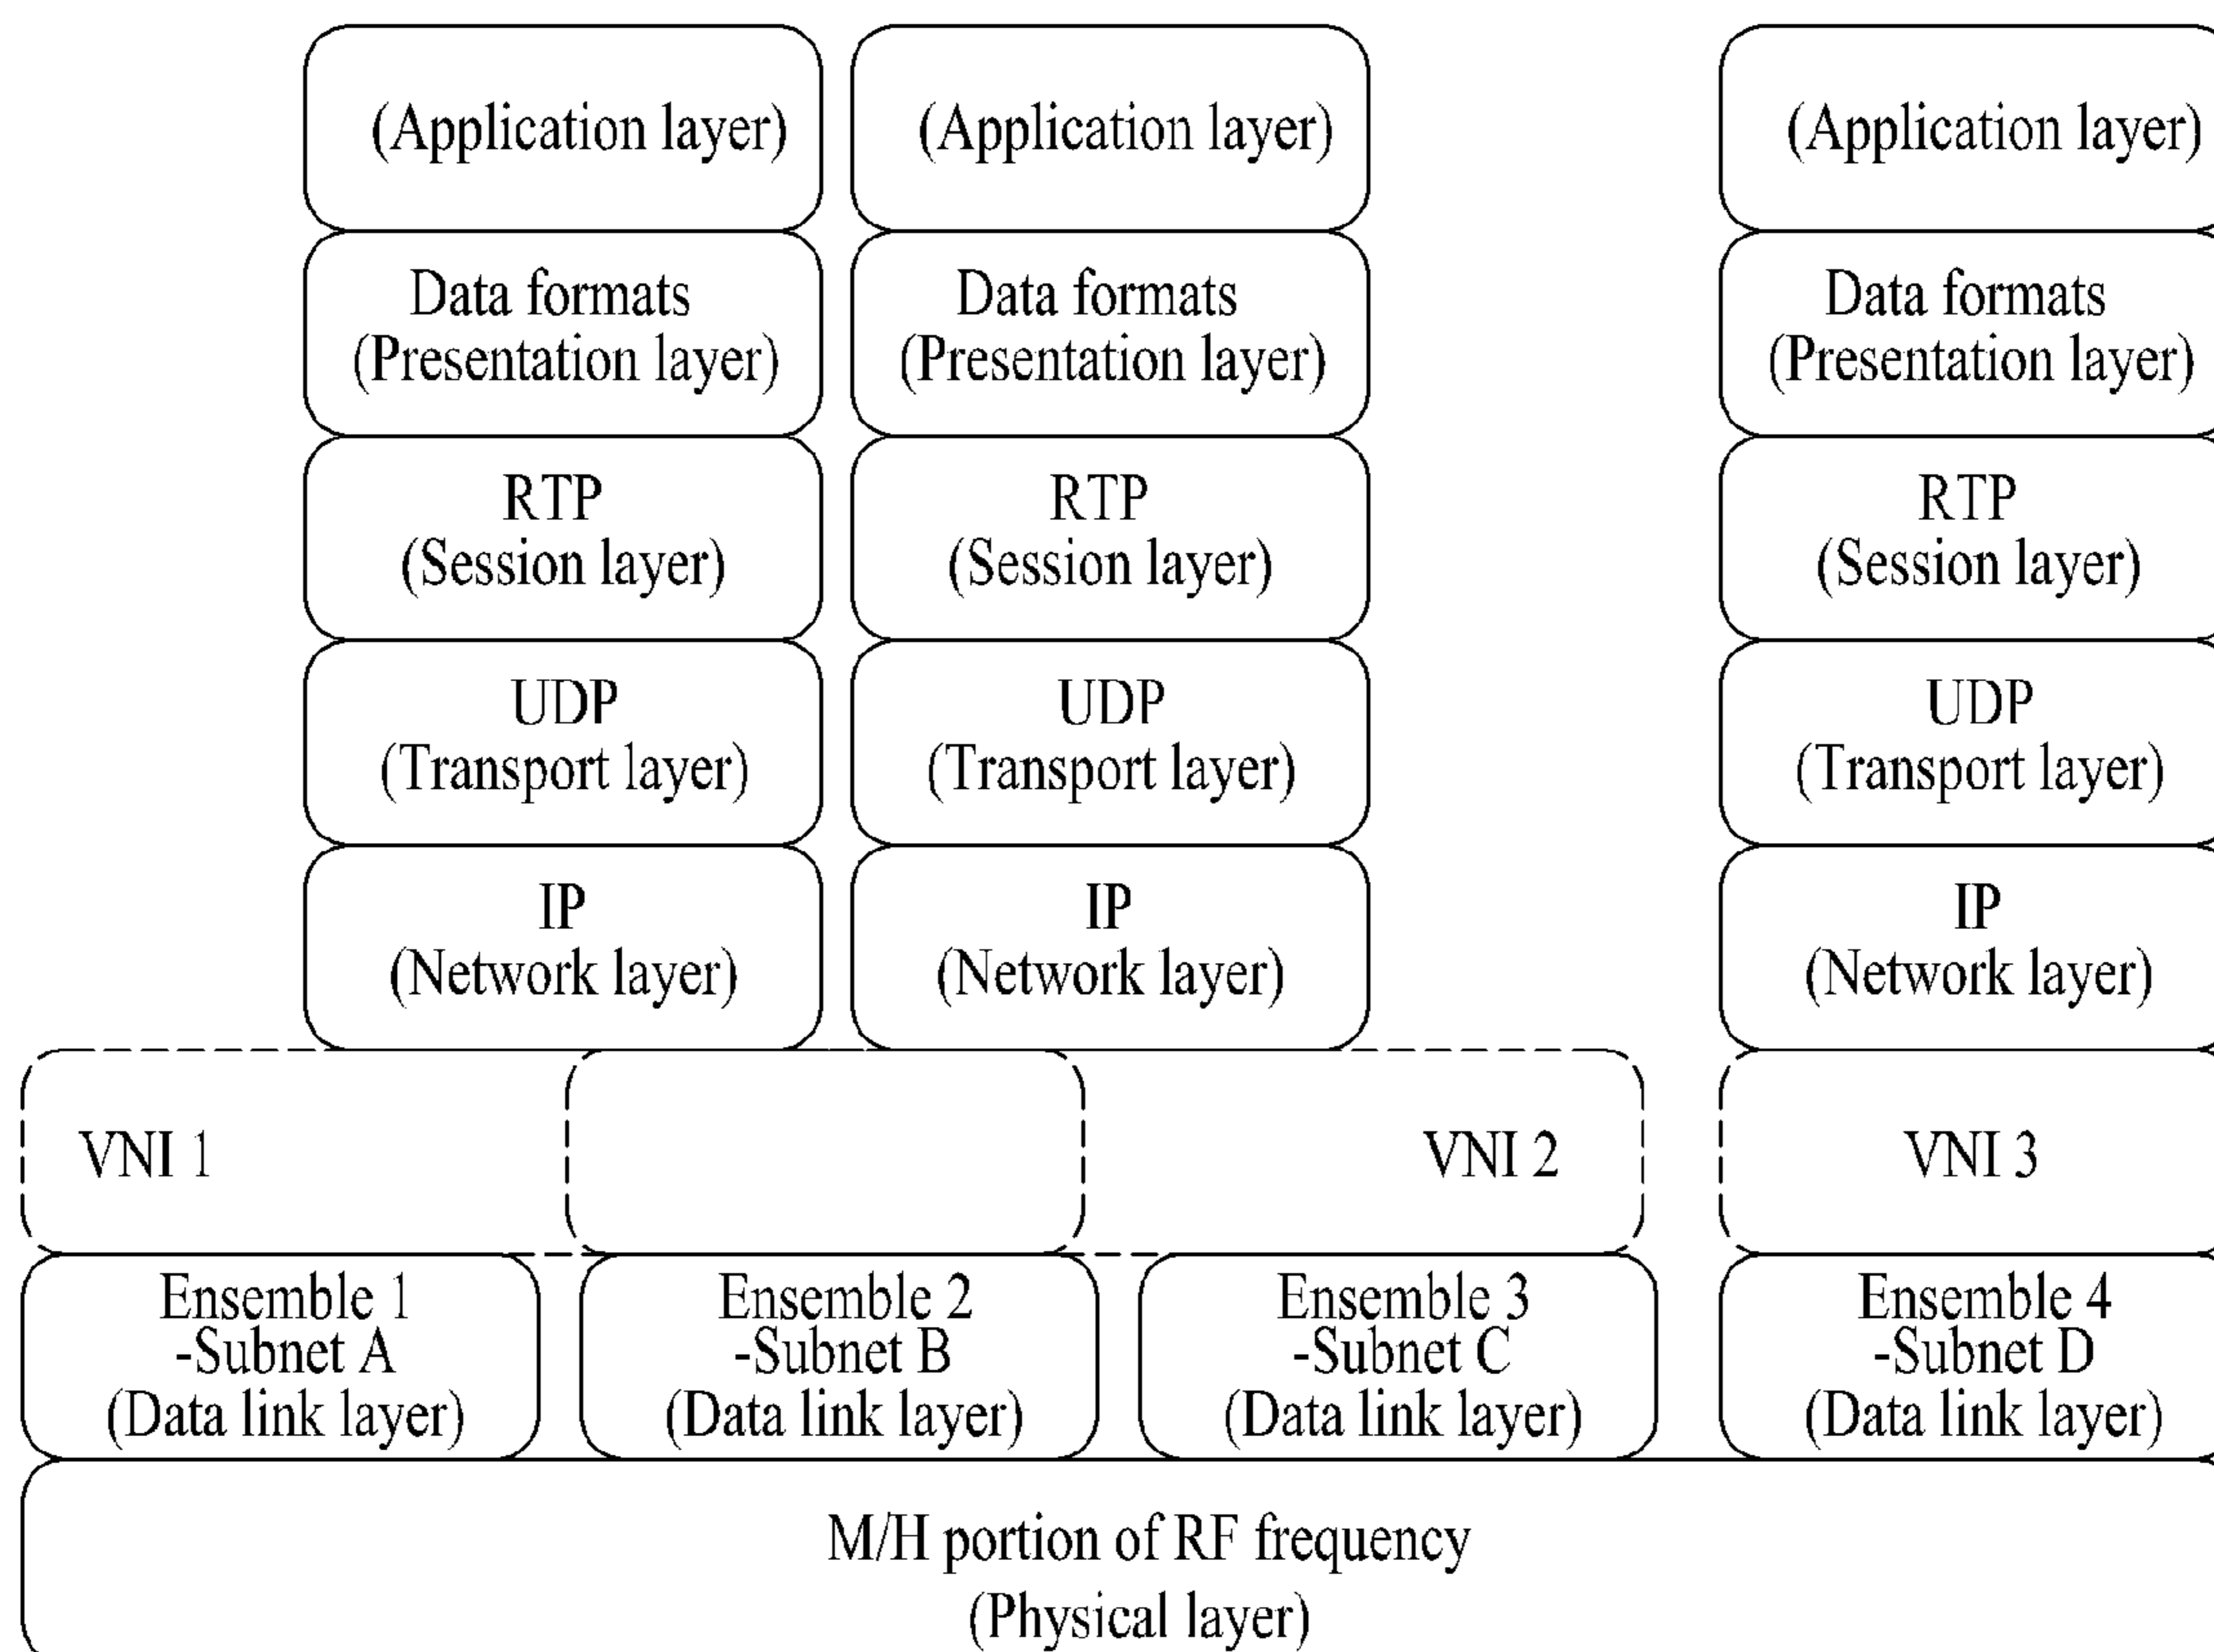 (Application layer) (Application layer) (Application layer)
Data formats Data formats Data formats
(Presentation layer) (Presentation layer) (Presentation layer)
RTP RTP RTP
(Session layer) (Session layer) (Session layer)
UDP UDP UDP
(Transport layer) (Transport layer) (Transport layer)
IP IP IP
(Network layer) (Network layer) (Network layer)
VNI 1 VNI 2 VNI 3
Ensemble 1 Ensemble 2 Ensemble 3 Ensemble 4
-Subnet A -Subnet B -Subnet C -Subnet D
(Data link layer) (Data link layer) (Data link layer) (Data link layer)
M/H portion of RF frequency
(Physical layer)